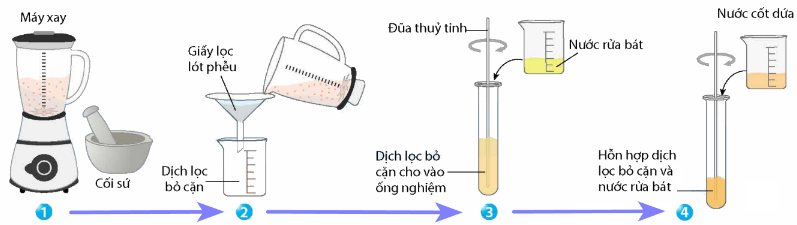 Máy xay
Cối sứ
1
Giấy lọc
lót phễu
Dịch lọc
bỏ cặn
2
Đũa thuỷ tinh
Nước rửa bát
Dịch lọc bỏ
cặn cho vào
ống nghiệm
3
Nước cốt dứa
Hỗn hợp dịch
lọc bỏ cặn và
nước rửa bát
4